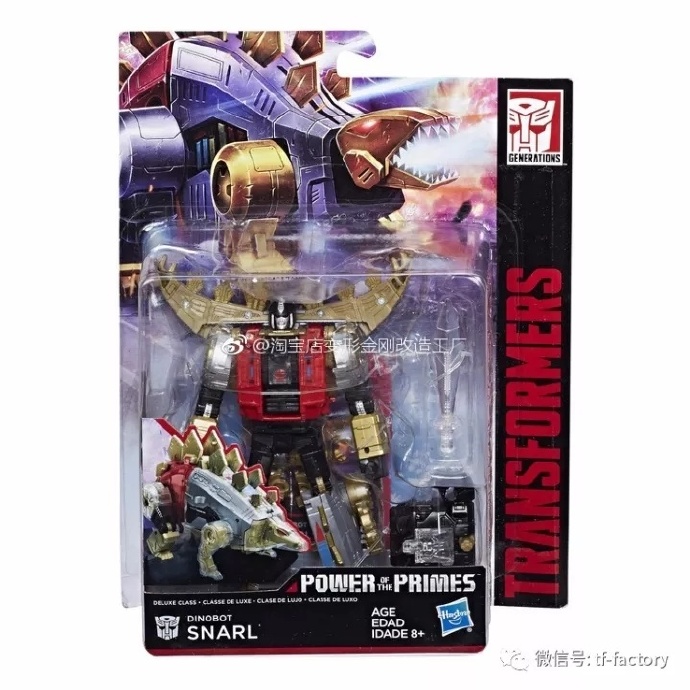 GENERATIONS
TRANSFORMERS
@淘宝店变形金刚改造工厂
POWER OF THE PRIMES
DELUXE CLASS • CLASSE DE LUXE • CLASE DE LUJO • CLASSE DE LUXO
DINOBOT
SNARL
AGE
EDAD
IDADE 8+
Hasbro
微信号: tf-factory